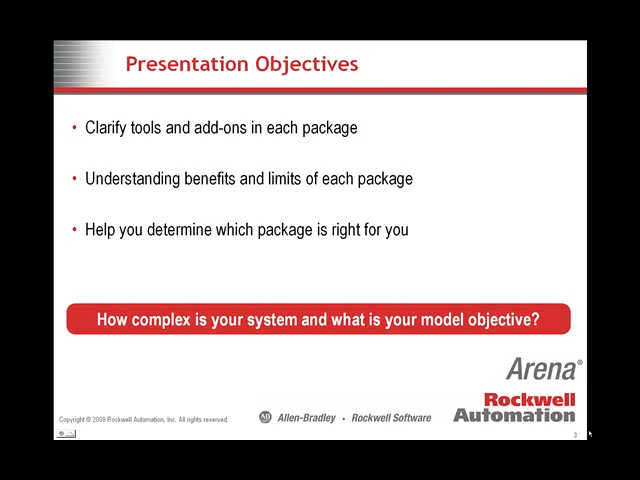 Presentation Objectives
• Clarify tools and add-ons in each package
• Understanding benefits and limits of each package
• Help you determine which package is right for you
How complex is your system and what is your model objective?
Arena®
Rockwell
Automation
Copyright © 2009 Rockwell Automation, Inc. All rights reserved.
AB Allen-Bradley • Rockwell Software
3